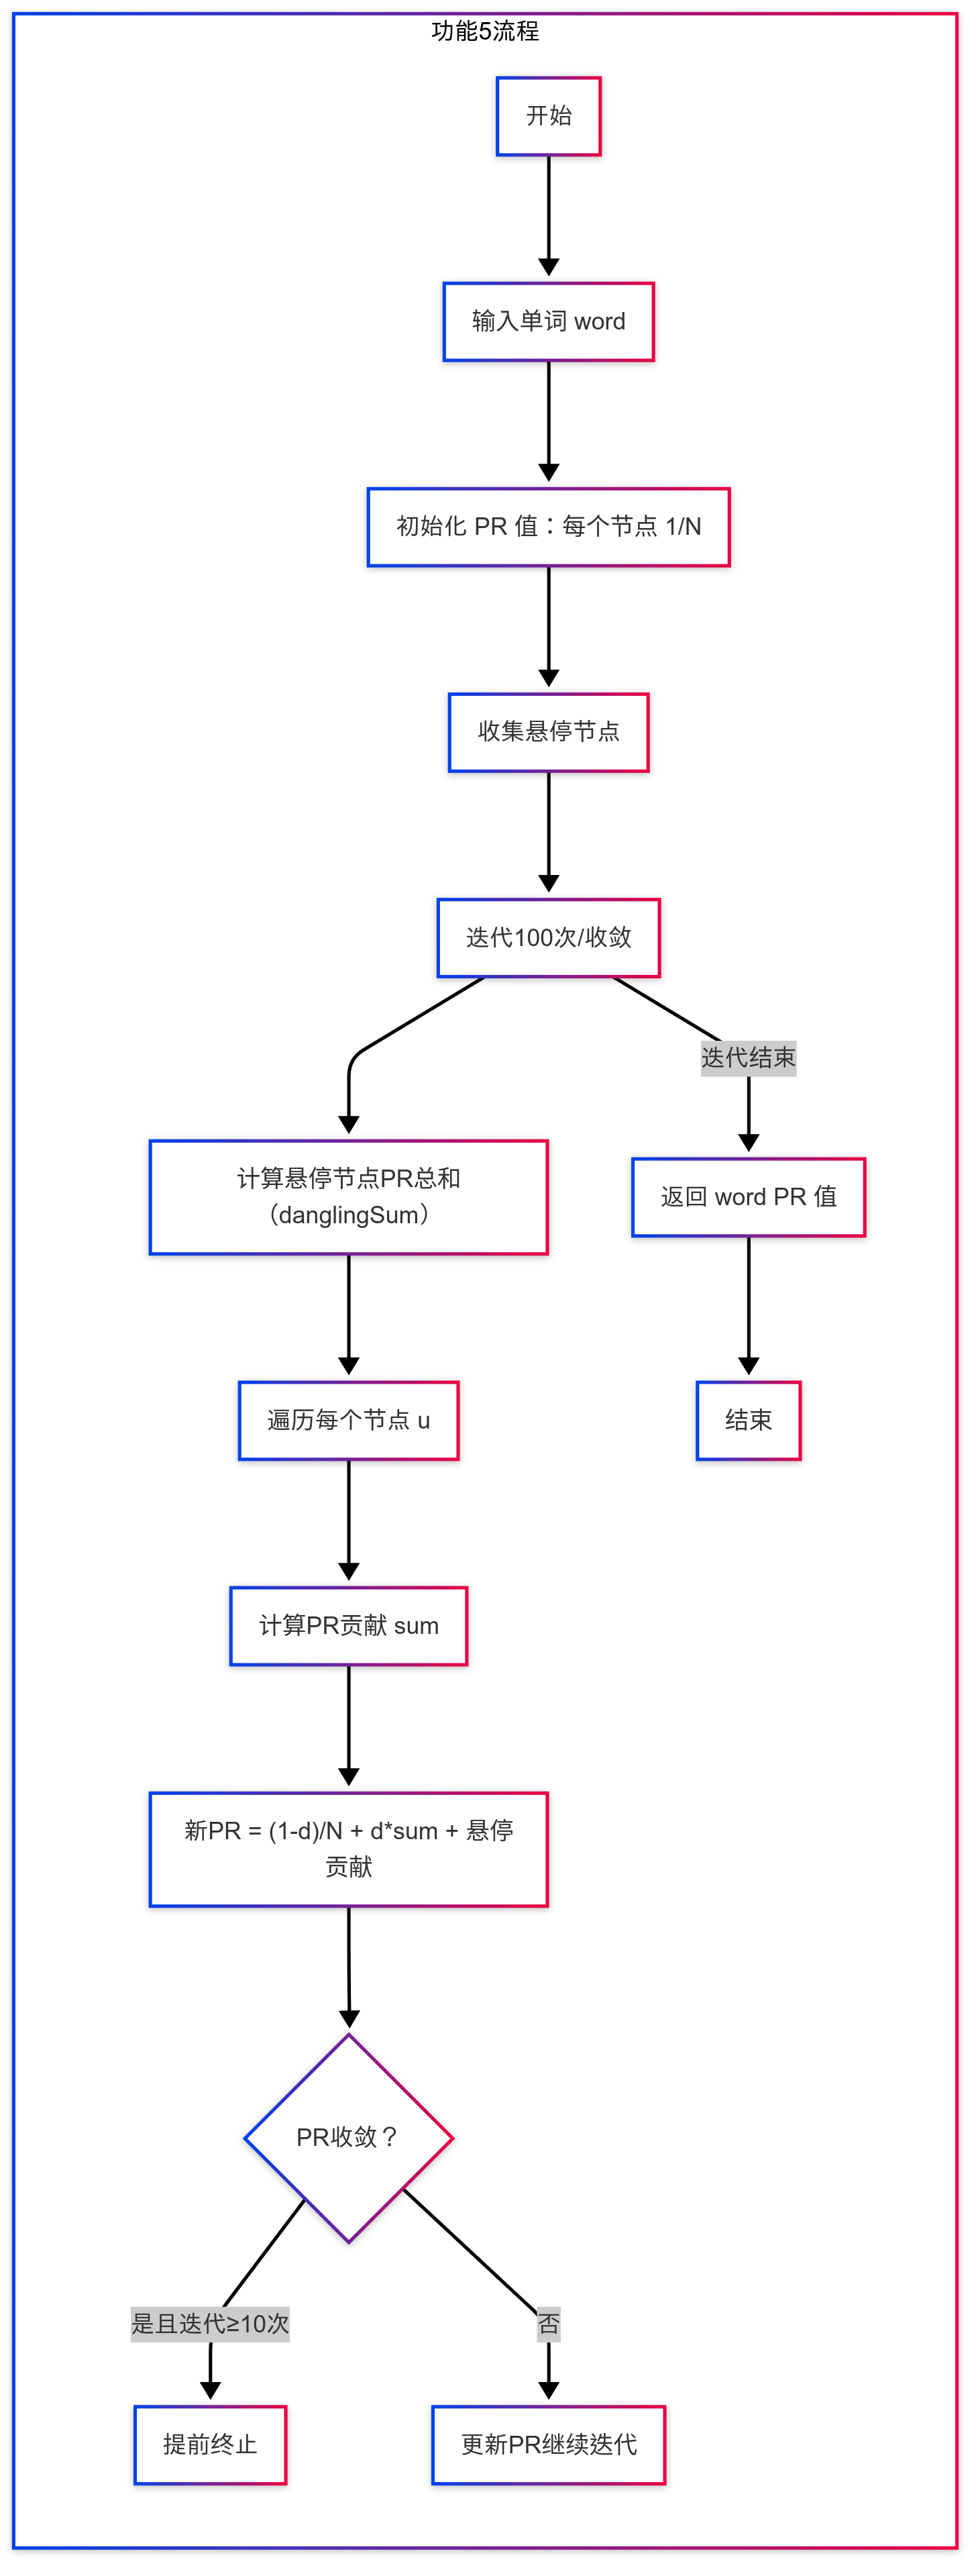 功能5流程
开始
输入单词 word
初始化 PR 值：每个节点 1/N
收集悬停节点
迭代100次/收敛
迭代结束
计算悬停节点PR总和
（danglingSum）
返回 word PR 值
遍历每个节点 u
结束
计算PR贡献 sum
新PR = (1-d)/N + d*sum + 悬停
贡献
PR收敛？
是且迭代≥10次
否
提前终止
更新PR继续迭代